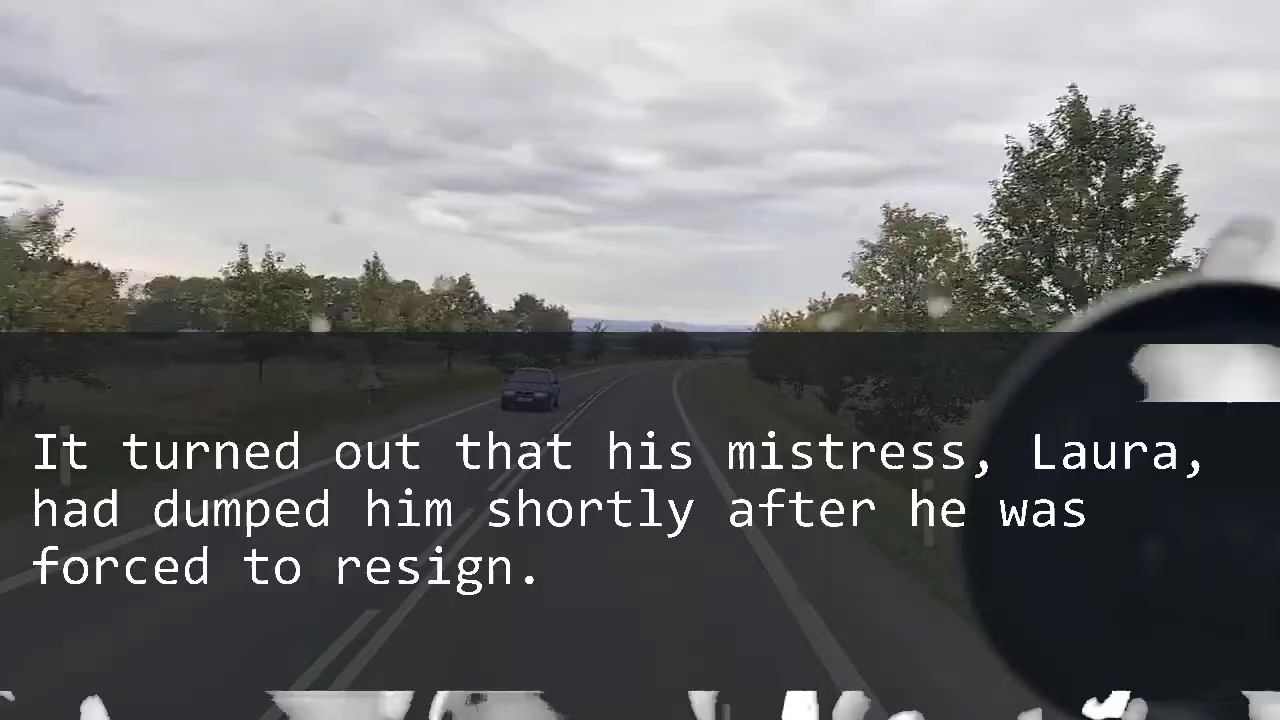 It turned out that his mistress, Laura,
had dumped him shortly after he was
forced to resign.